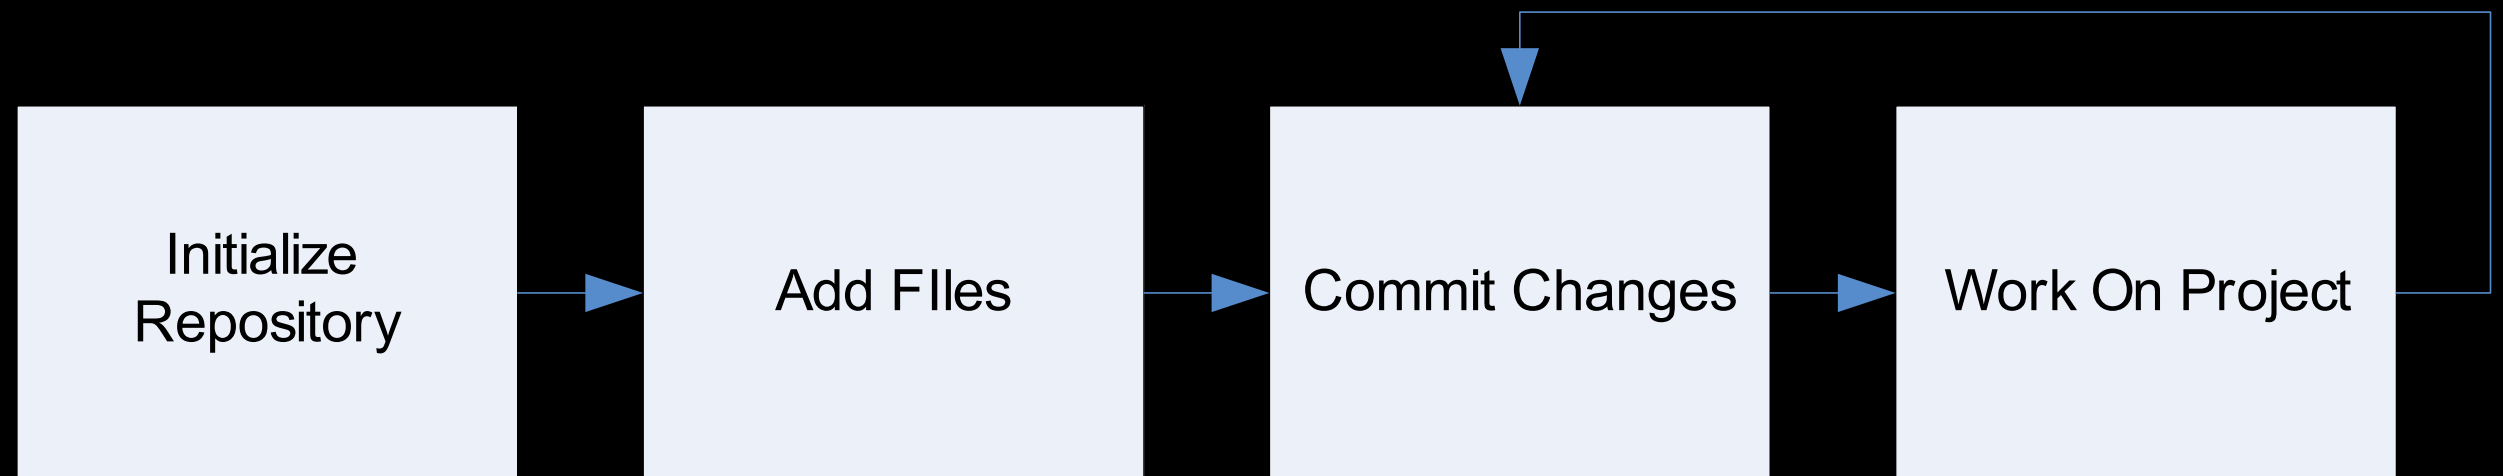 Initialize
Repository
Add FIles
Commit Changes
Work On Project